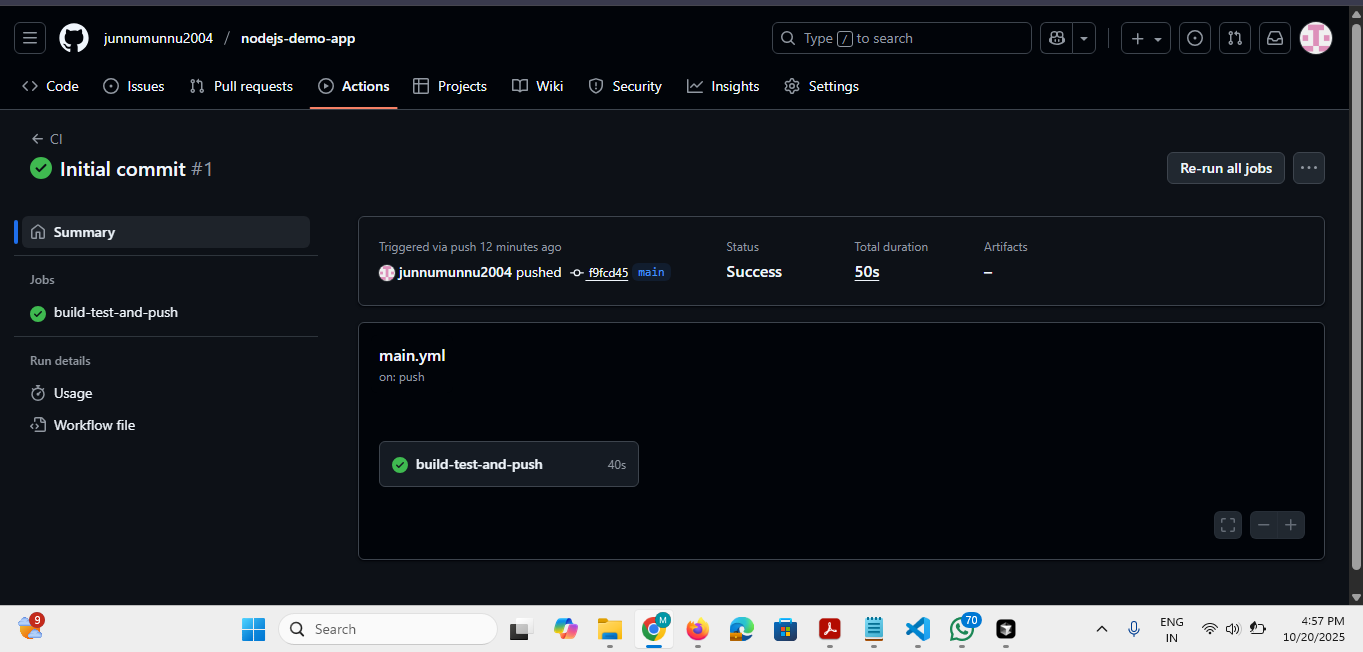 junnumunnu2004 / nodejs-demo-app
Type / to search
Code Issues Pull requests Actions Projects Wiki Security Insights Settings
CI
Initial commit #1
Re-run all jobs
Summary
Jobs
build-test-and-push
Run details
Usage
Workflow file
Triggered via push 12 minutes ago
junnumunnu2004 pushed f9fcd45 main
Status
Success
Total duration
50s
Artifacts
–
main.yml
on: push
build-test-and-push 40s
9
Search
M
70
ENG
IN
4:57 PM
10/20/2025